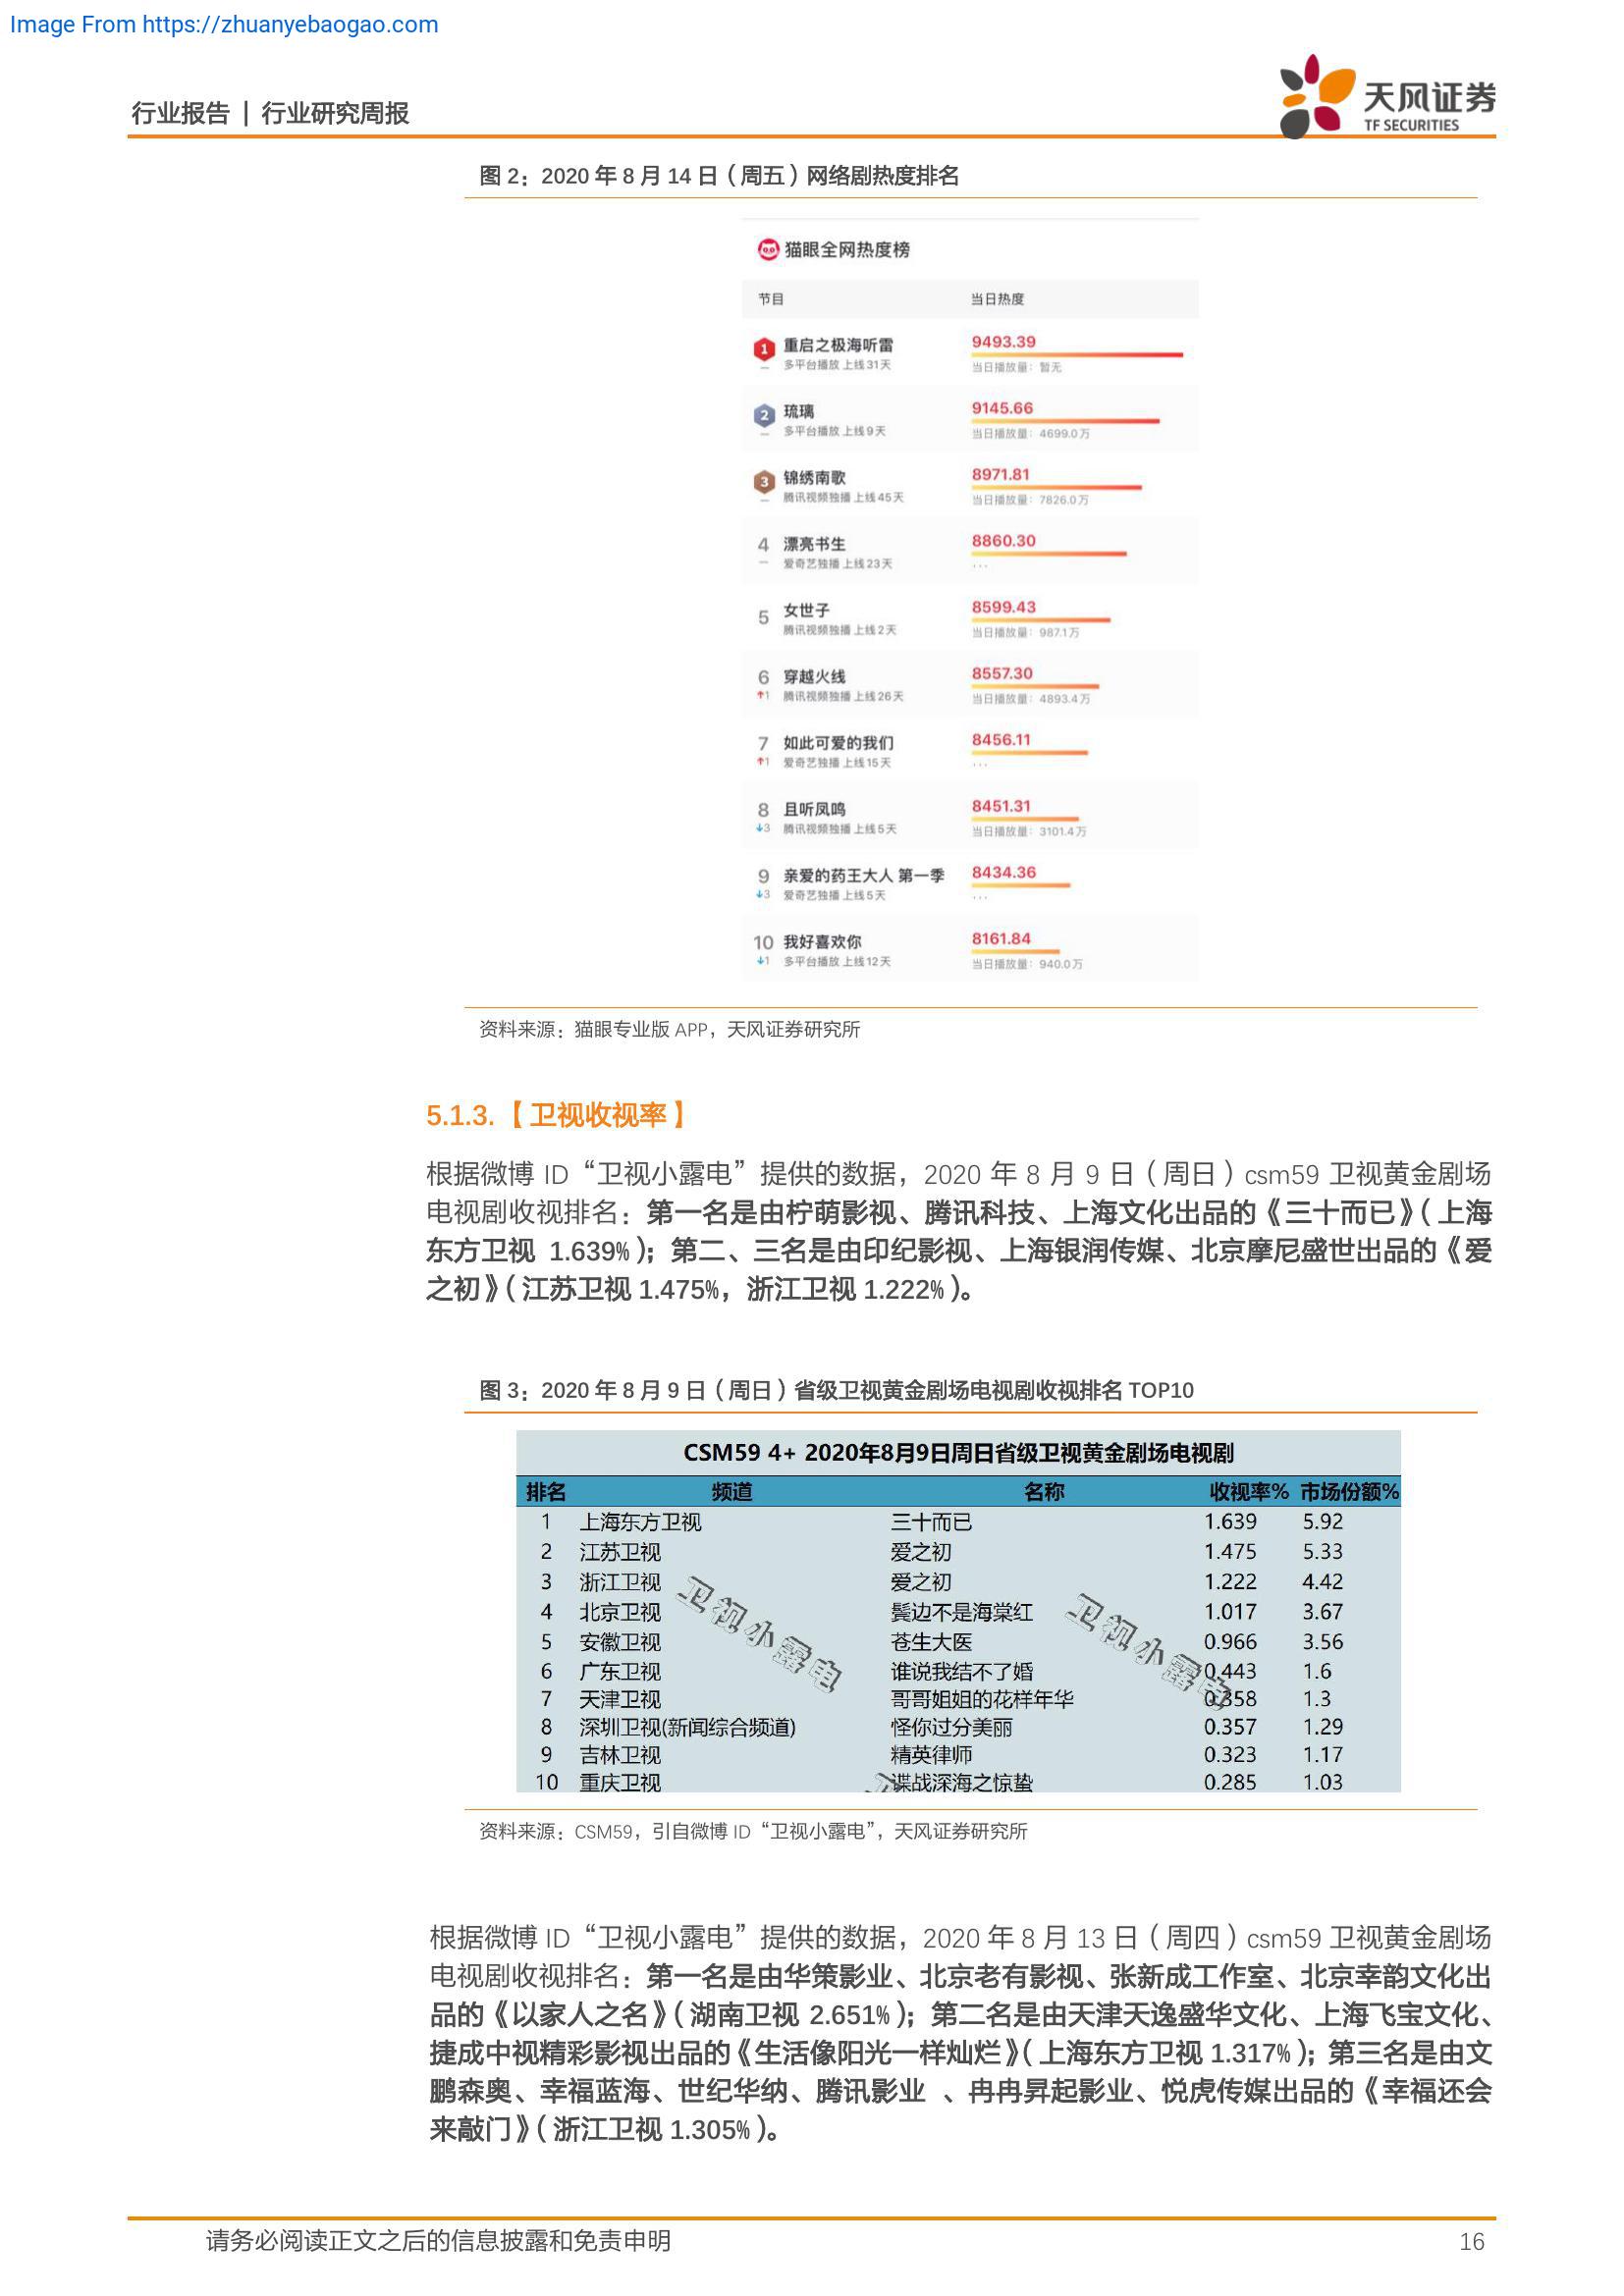 Image From https://zhuanyebaogao.com
行业报告 | 行业研究周报
天风证券
TF SECURITIES
图 2：2020 年 8 月 14 日（周五）网络剧热度排名
猫眼全网热度榜
节目 当日热度
1 重启之极海听雷 9493.39
多平台播放 上线31天 当日播放量：暂无
2 琉璃 9145.66
多平台播放 上线9天 当日播放量：4699.0万
3 锦绣南歌 8971.81
腾讯视频独播 上线45天 当日播放量：7826.0万
4 漂亮书生 8860.30
爱奇艺独播 上线23天 ...
5 女世子 8599.43
腾讯视频独播 上线2天 当日播放量：987.1万
6 穿越火线 8557.30
↑1 腾讯视频独播 上线26天 当日播放量：4893.4万
7 如此可爱的我们 8456.11
↑1 爱奇艺独播 上线15天 ...
8 且听凤鸣 8451.31
↓3 腾讯视频独播 上线5天 当日播放量：3101.4万
9 亲爱的药王大人 第一季 8434.36
↓3 爱奇艺独播 上线5天 ...
10 我好喜欢你 8161.84
↓1 多平台播放 上线12天 当日播放量：940.0万
资料来源：猫眼专业版 APP，天风证券研究所
5.1.3.【卫视收视率】
根据微博 ID“卫视小露电”提供的数据，2020 年 8 月 9 日（周日）csm59 卫视黄金剧场
电视剧收视排名：第一名是由柠萌影视、腾讯科技、上海文化出品的《三十而已》（上海
东方卫视 1.639%）；第二、三名是由印纪影视、上海银润传媒、北京摩尼盛世出品的《爱
之初》（江苏卫视 1.475%，浙江卫视 1.222%）。
图 3：2020 年 8 月 9 日（周日）省级卫视黄金剧场电视剧收视排名 TOP10
CSM59 4+ 2020年8月9日周日省级卫视黄金剧场电视剧
排名 频道 名称 收视率% 市场份额%
1 上海东方卫视 三十而已 1.639 5.92
2 江苏卫视 爱之初 1.475 5.33
3 浙江卫视 爱之初 1.222 4.42
4 北京卫视 鬓边不是海棠红 1.017 3.67
5 安徽卫视 苍生大医 0.966 3.56
6 广东卫视 谁说我结不了婚 0.443 1.6
7 天津卫视 哥哥姐姐的花样年华 0.358 1.3
8 深圳卫视(新闻综合频道) 怪你过分美丽 0.357 1.29
9 吉林卫视 精英律师 0.323 1.17
10 重庆卫视 谍战深海之惊蛰 0.285 1.03
卫视小露电
卫视小露电
资料来源：CSM59，引自微博 ID“卫视小露电”，天风证券研究所
根据微博 ID“卫视小露电”提供的数据，2020 年 8 月 13 日（周四）csm59 卫视黄金剧场
电视剧收视排名：第一名是由华策影业、北京老有影视、张新成工作室、北京幸韵文化出
品的《以家人之名》（湖南卫视 2.651%）；第二名是由天津天逸盛华文化、上海飞宝文化、
捷成中视精彩影视出品的《生活像阳光一样灿烂》（上海东方卫视 1.317%）；第三名是由文
鹏森奥、幸福蓝海、世纪华纳、腾讯影业 、冉冉昇起影业、悦虎传媒出品的《幸福还会
来敲门》（浙江卫视 1.305%）。
请务必阅读正文之后的信息披露和免责申明 16